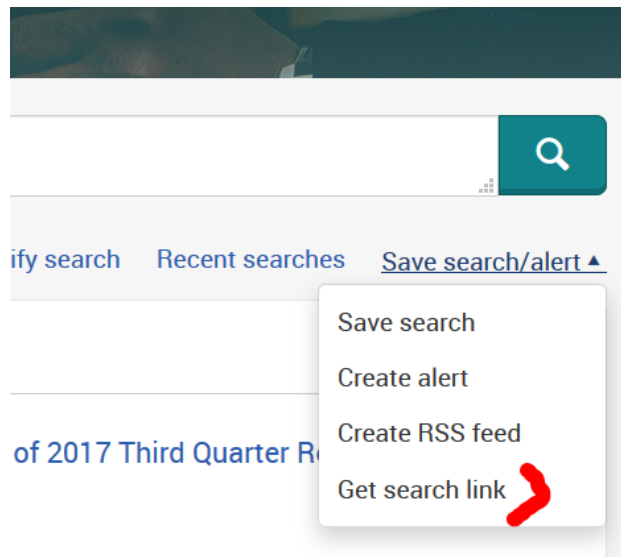 ify search Recent searches Save search/alert ▲
Save search
Create alert
Create RSS feed
of 2017 Third Quarter R
Get search link